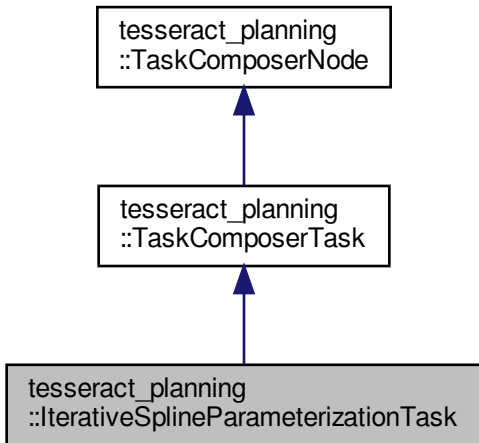 tesseract_planning
::TaskComposerNode
tesseract_planning
::TaskComposerTask
tesseract_planning
::IterativeSplineParameterizationTask